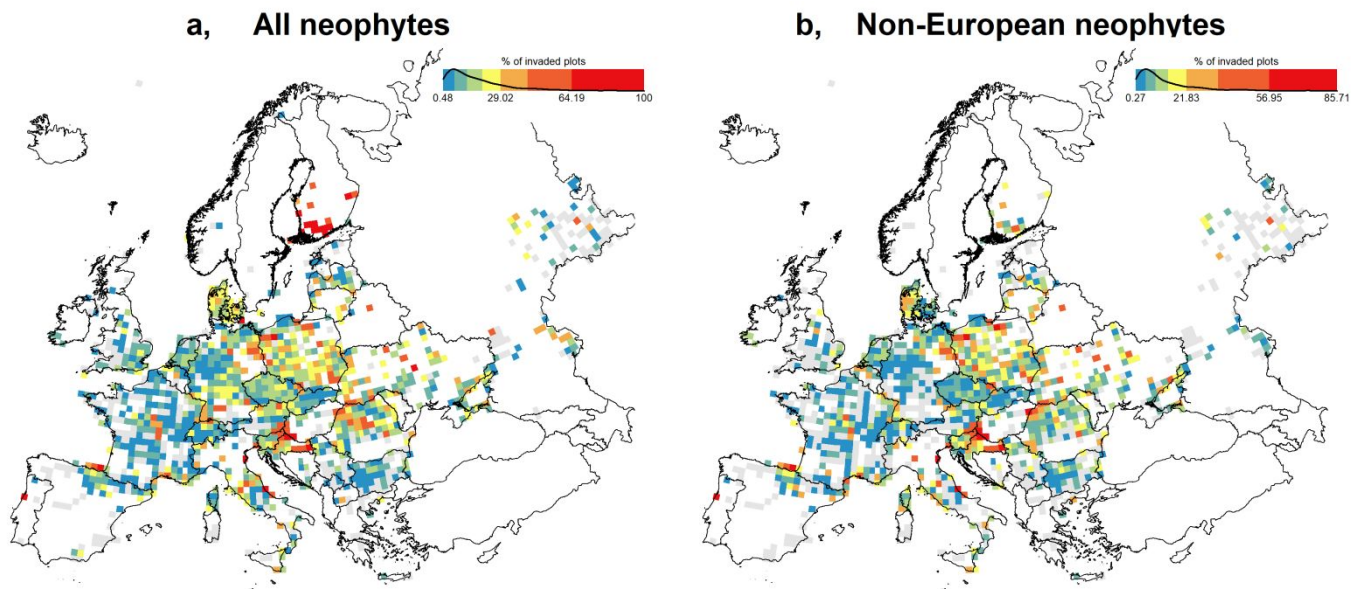 a, All neophytes
% of invaded plots
0.48 29.02 64.19 100
b, Non-European neophytes
% of invaded plots
0.27 21.83 56.95 85.71